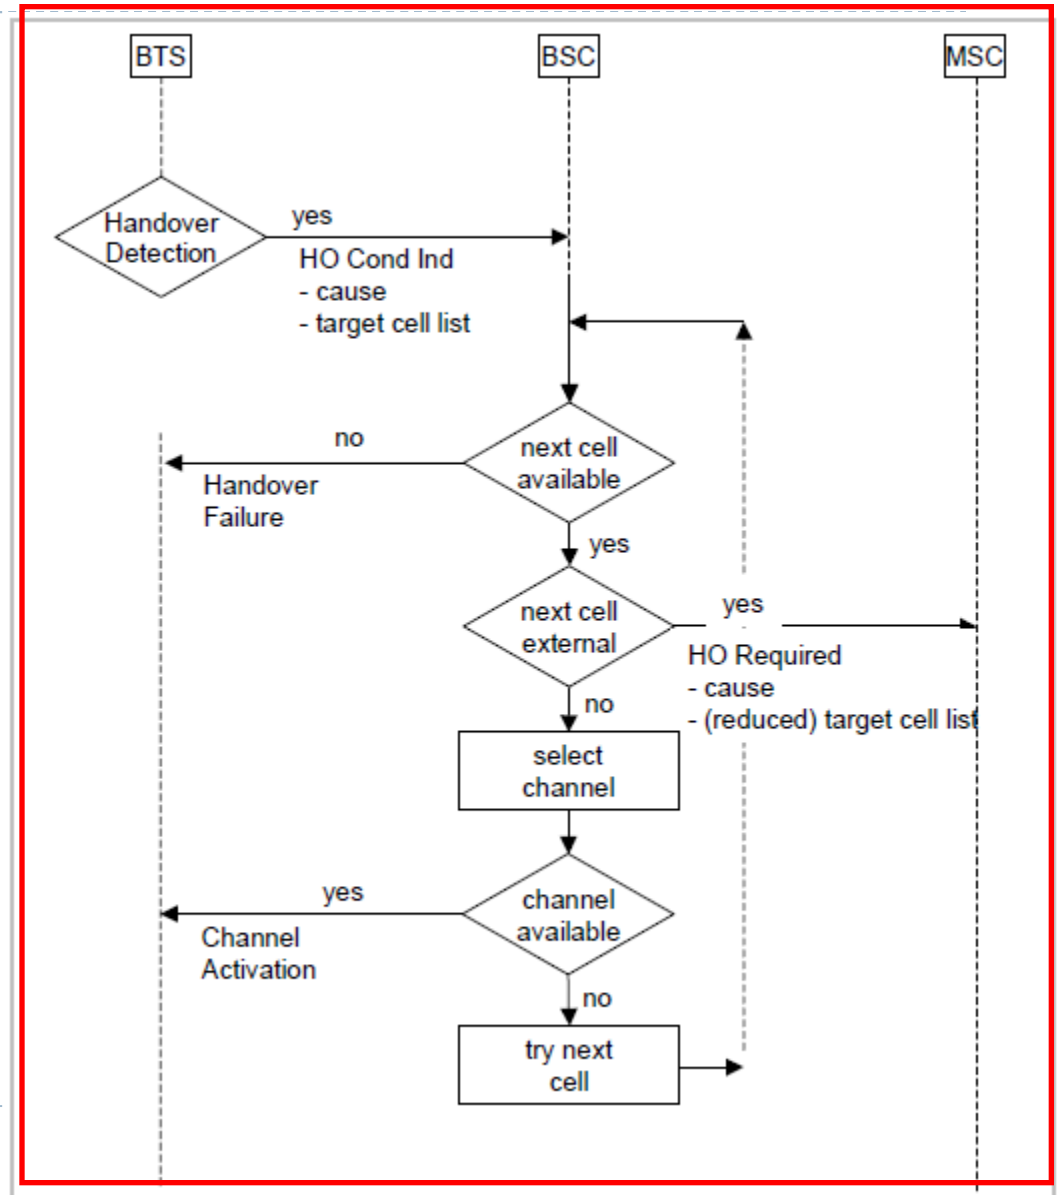 BTS
BSC
MSC
Handover
Detection
yes
HO Cond Ind
- cause
- target cell list
next cell
available
no
Handover
Failure
yes
next cell
external
yes
HO Required
- cause
- (reduced) target cell list
no
select
channel
channel
available
yes
Channel
Activation
no
try next
cell